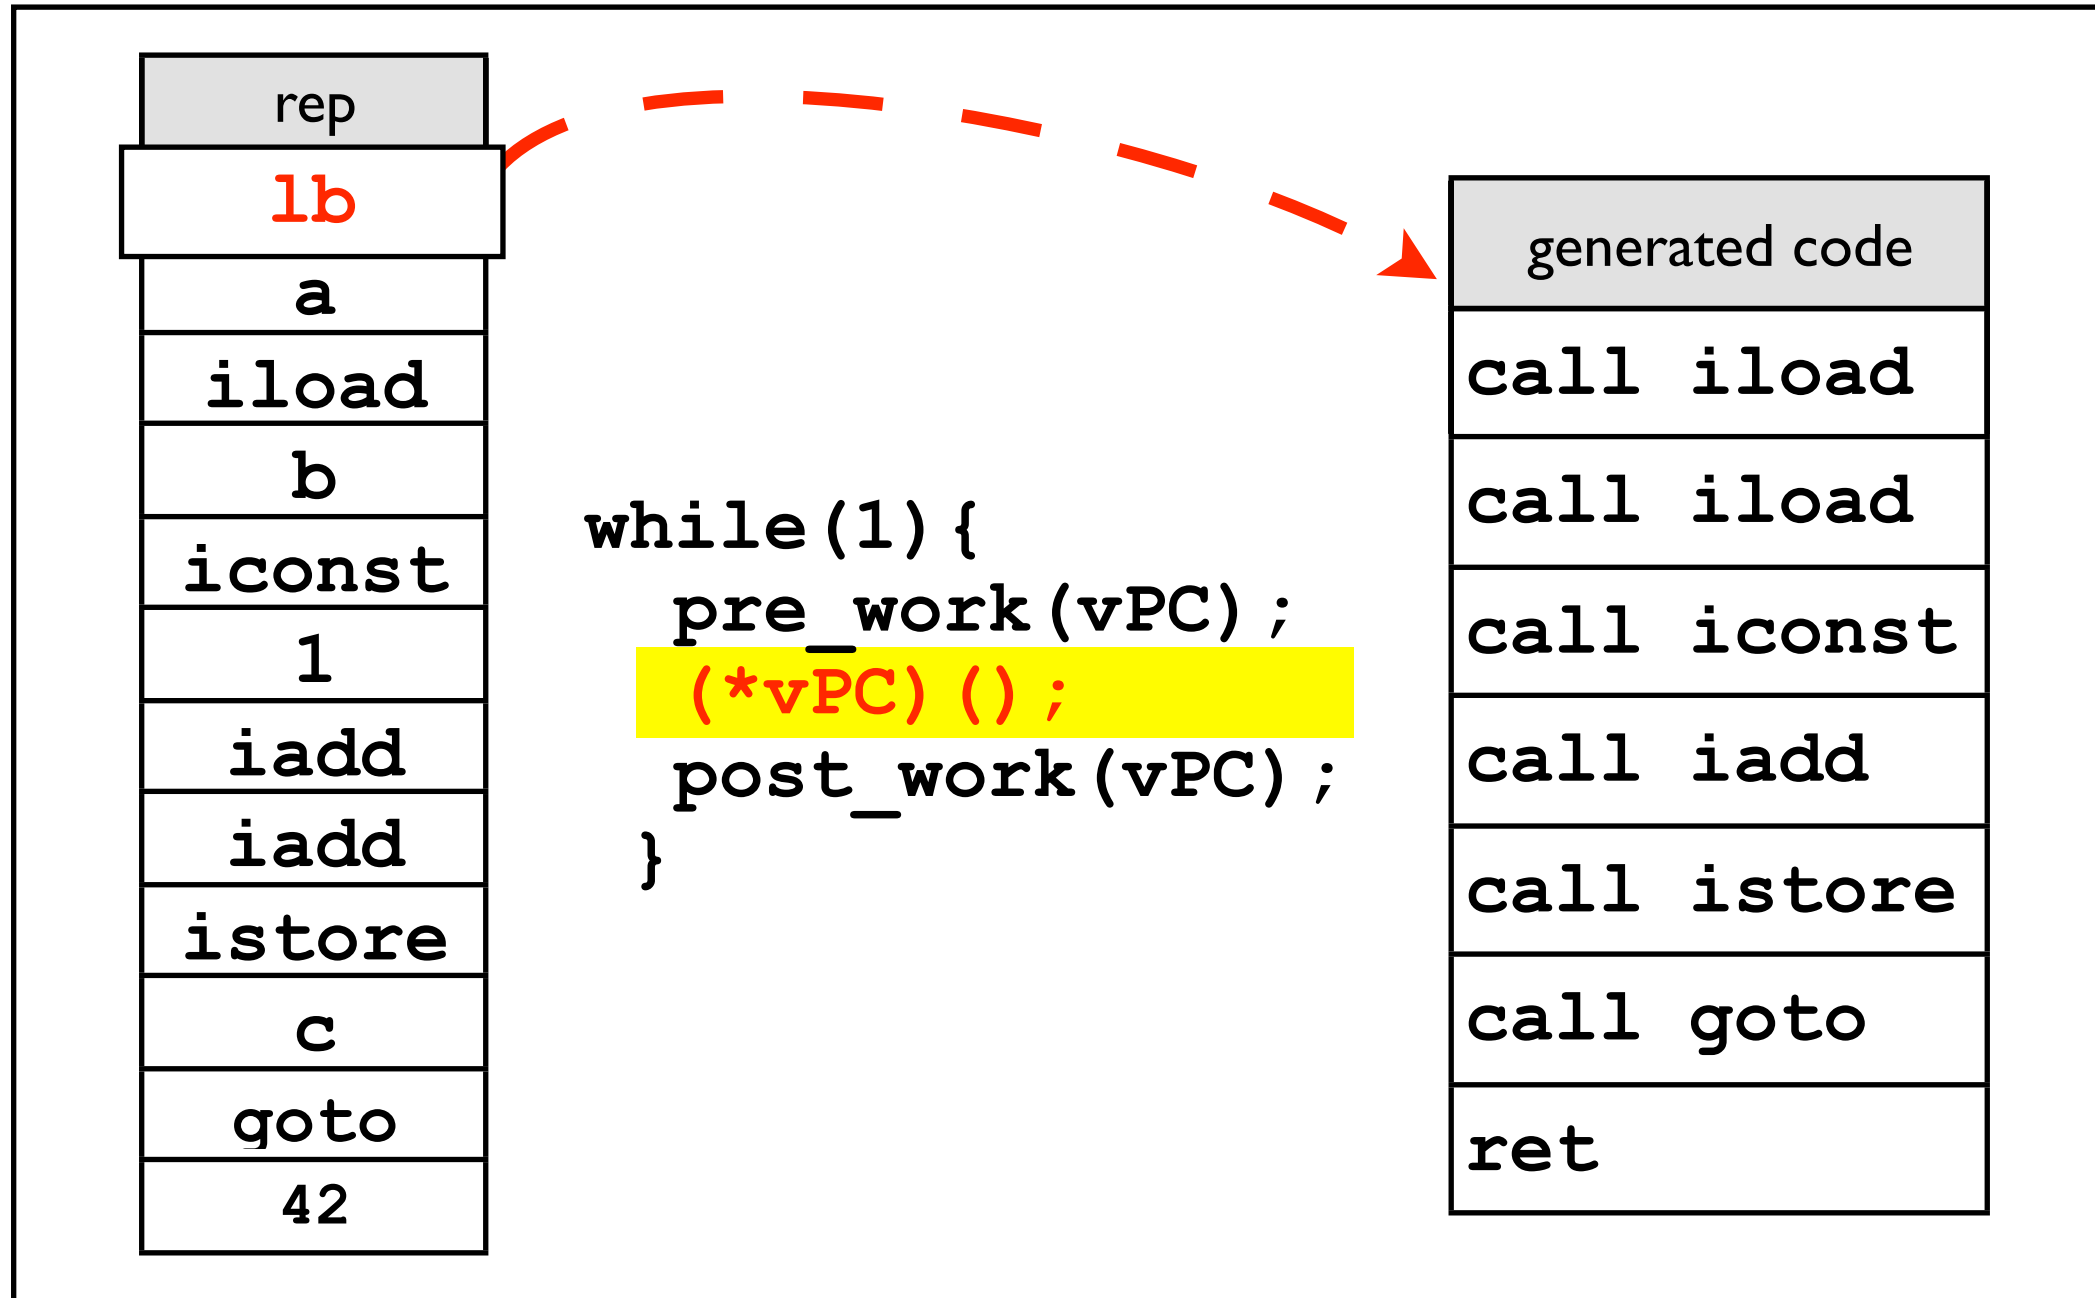 rep
lb
a
iload
b
iconst
1
iadd
iadd
istore
c
goto
42
while(1){
pre_work(vPC);
(*vPC)();
post_work(vPC);
}
generated code
call iload
call iload
call iconst
call iadd
call istore
call goto
ret